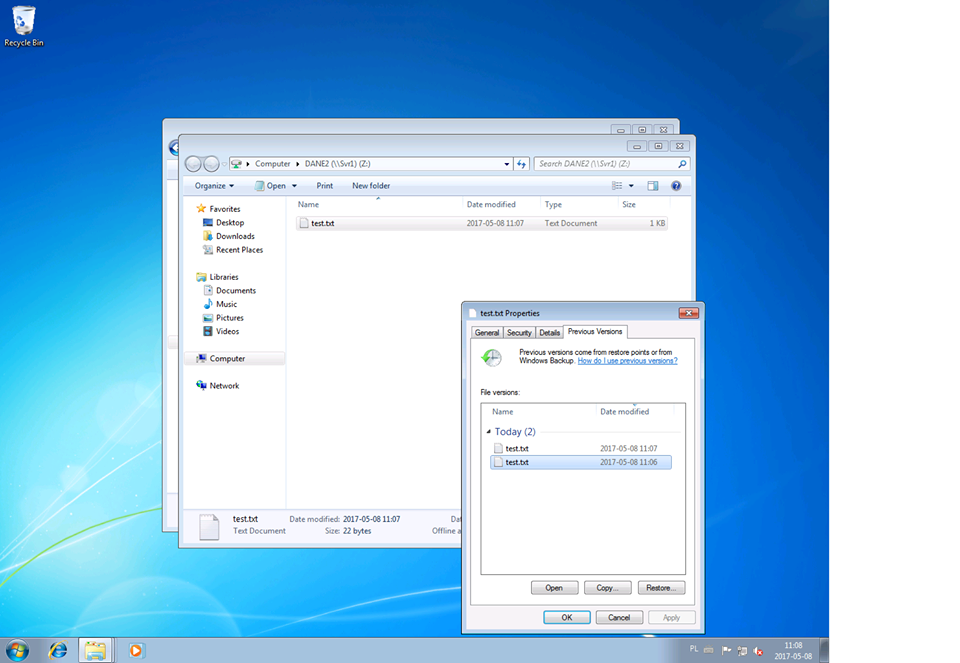 Recycle Bin
Computer ▸ DANE2 (\\Svr1) (Z:)
Search DANE2 (\\Svr1) (Z:)
Organize Open Print New folder
Name Date modified Type Size
test.txt 2017-05-08 11:07 Text Document 1 KB
Favorites
Desktop
Downloads
Recent Places
Libraries
Documents
Music
Pictures
Videos
Computer
Network
test.txt Date modified: 2017-05-08 11:07 Dat
Text Document Size: 22 bytes Offline a
test.txt Properties
General Security Details Previous Versions
Previous versions come from restore points or from
Windows Backup. How do I use previous versions?
File versions:
Name Date modified
Today (2)
test.txt 2017-05-08 11:07
test.txt 2017-05-08 11:06
Open Copy... Restore...
OK Cancel Apply
PL 11:08
2017-05-08